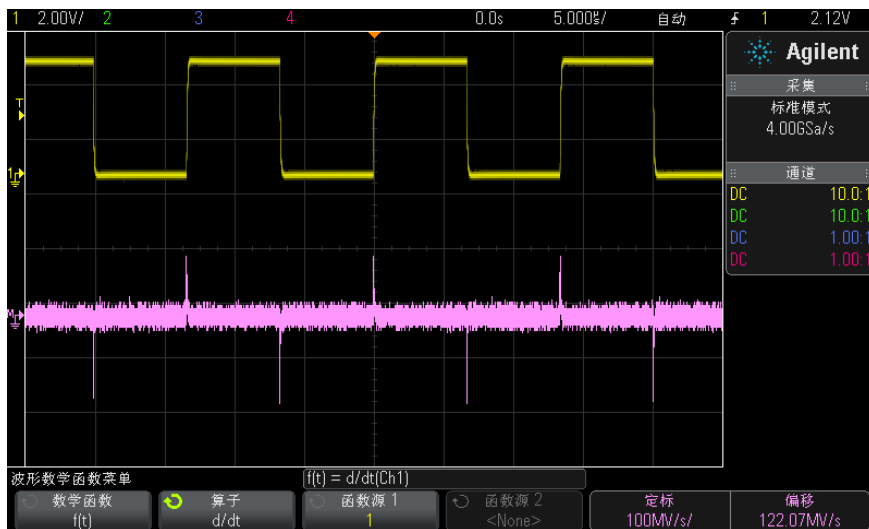 1 2.00V/ 2 3 4 0.0s 5.000㎲/ 自动 1 2.12V
Agilent
采集
标准模式
4.00GSa/s
通道
DC 10.0:1
DC 10.0:1
DC 1.00:1
DC 1.00:1
T
1
M
波形数学函数菜单
f(t) = d/dt(Ch1)
数学函数
f(t)
算子
d/dt
函数源 1
1
函数源 2
<None>
定标
100MV/s/
偏移
122.07MV/s